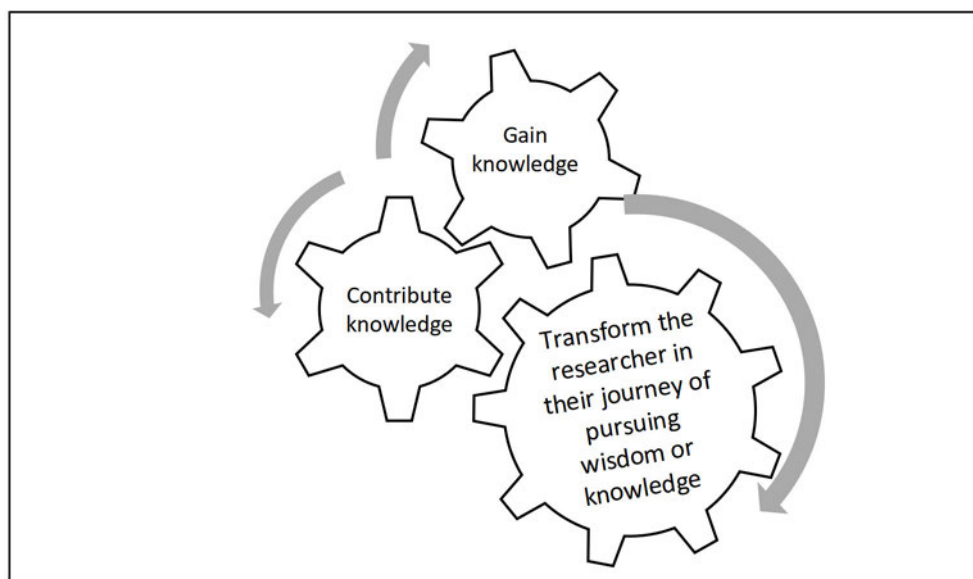 Gain
knowledge
Contribute
knowledge
Transform the
researcher in
their journey of
pursuing
wisdom or
knowledge